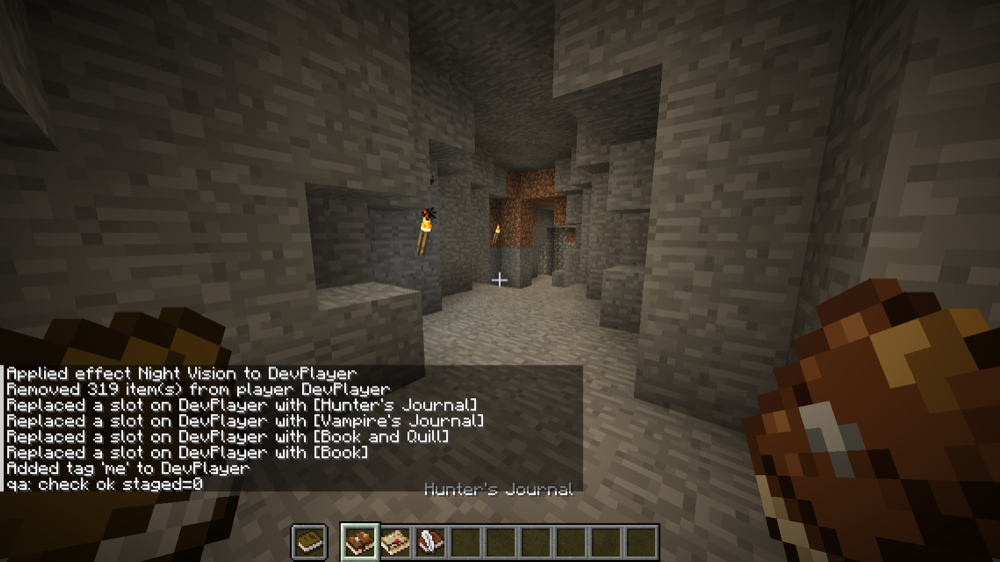 Applied effect Night Vision to DevPlayer
Removed 319 item(s) from player DevPlayer
Replaced a slot on DevPlayer with [Hunter's Journal]
Replaced a slot on DevPlayer with [Vampire's Journal]
Replaced a slot on DevPlayer with [Book and Quill]
Replaced a slot on DevPlayer with [Book]
Added tag 'me' to DevPlayer
qa: check ok staged=0
Hunter's Journal